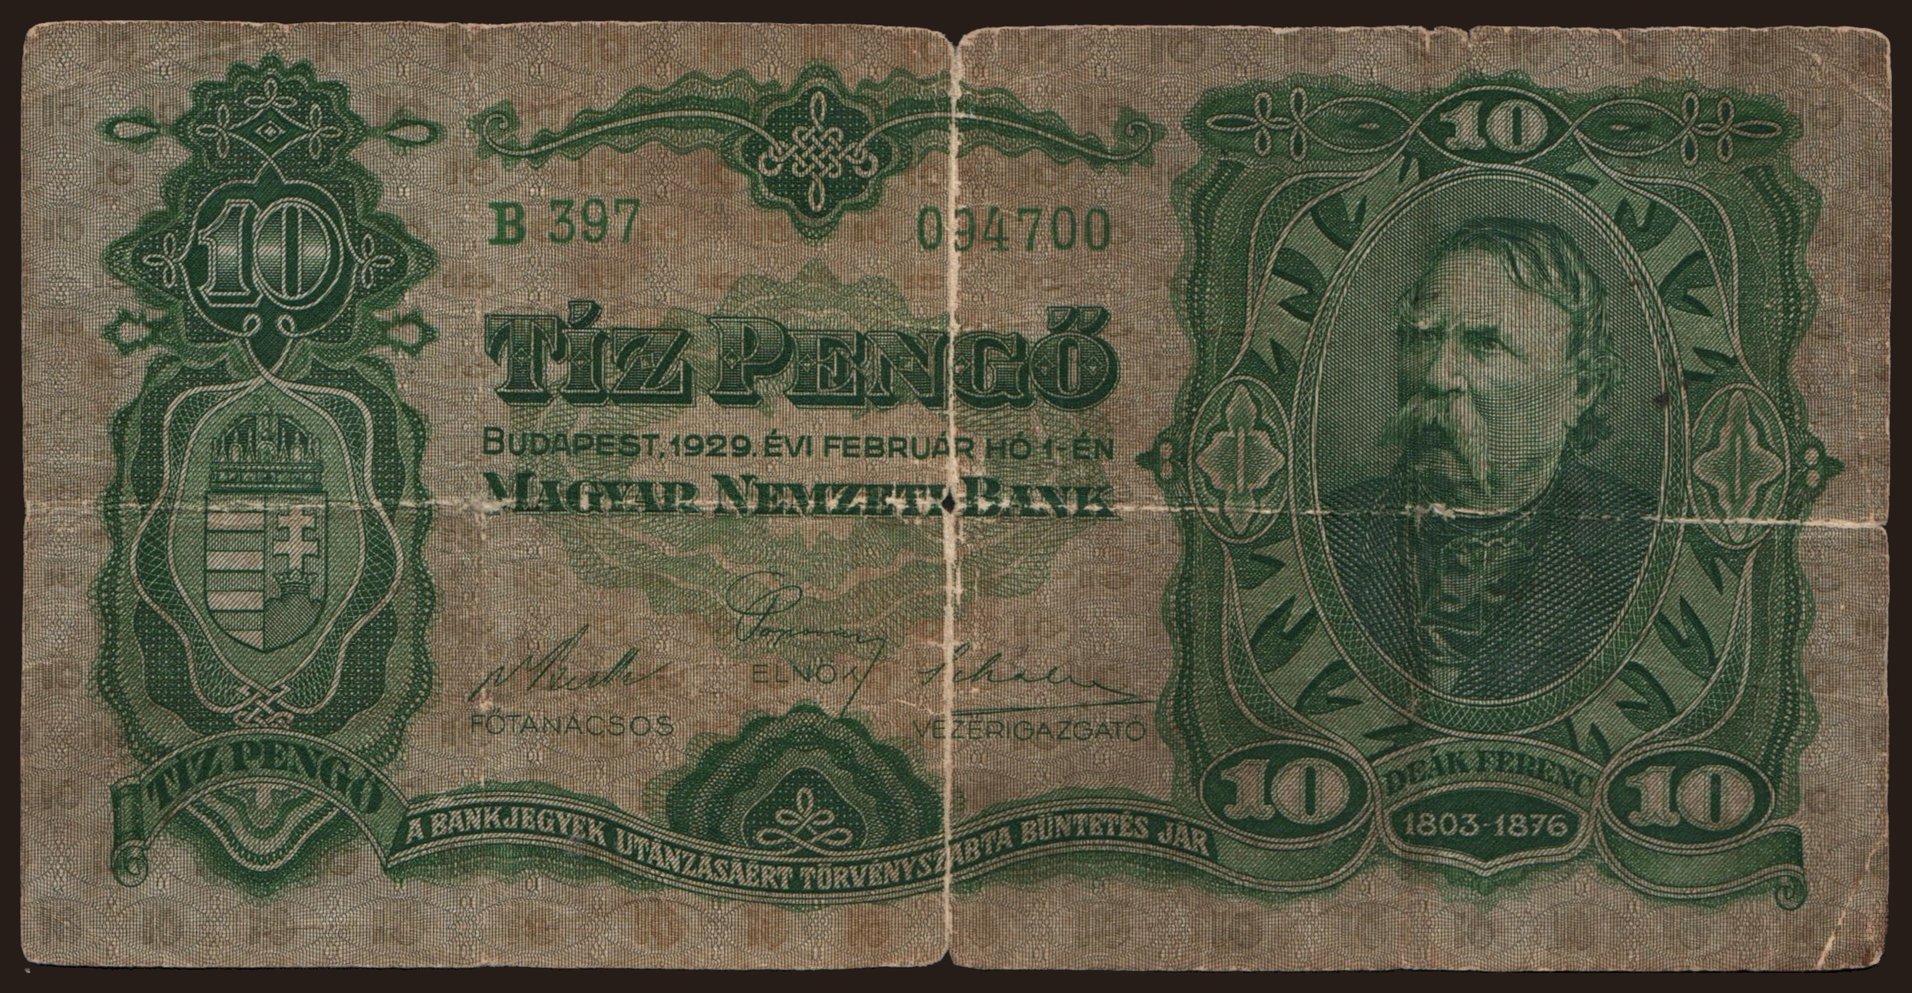 10
10
B 397
094700
TÍZ PENGŐ
BUDAPEST, 1929. ÉVI FEBRUÁR HÓ 1-ÉN
MAGYAR NEMZETI BANK
ELNÖK
FŐTANÁCSOS
VEZÉRIGAZGATÓ
TÍZ PENGŐ
A BANKJEGYEK UTÁNZÁSÁÉRT TÖRVÉNYSZABTA BÜNTETÉS JÁR
10
DEÁK FERENC
10
1803-1876